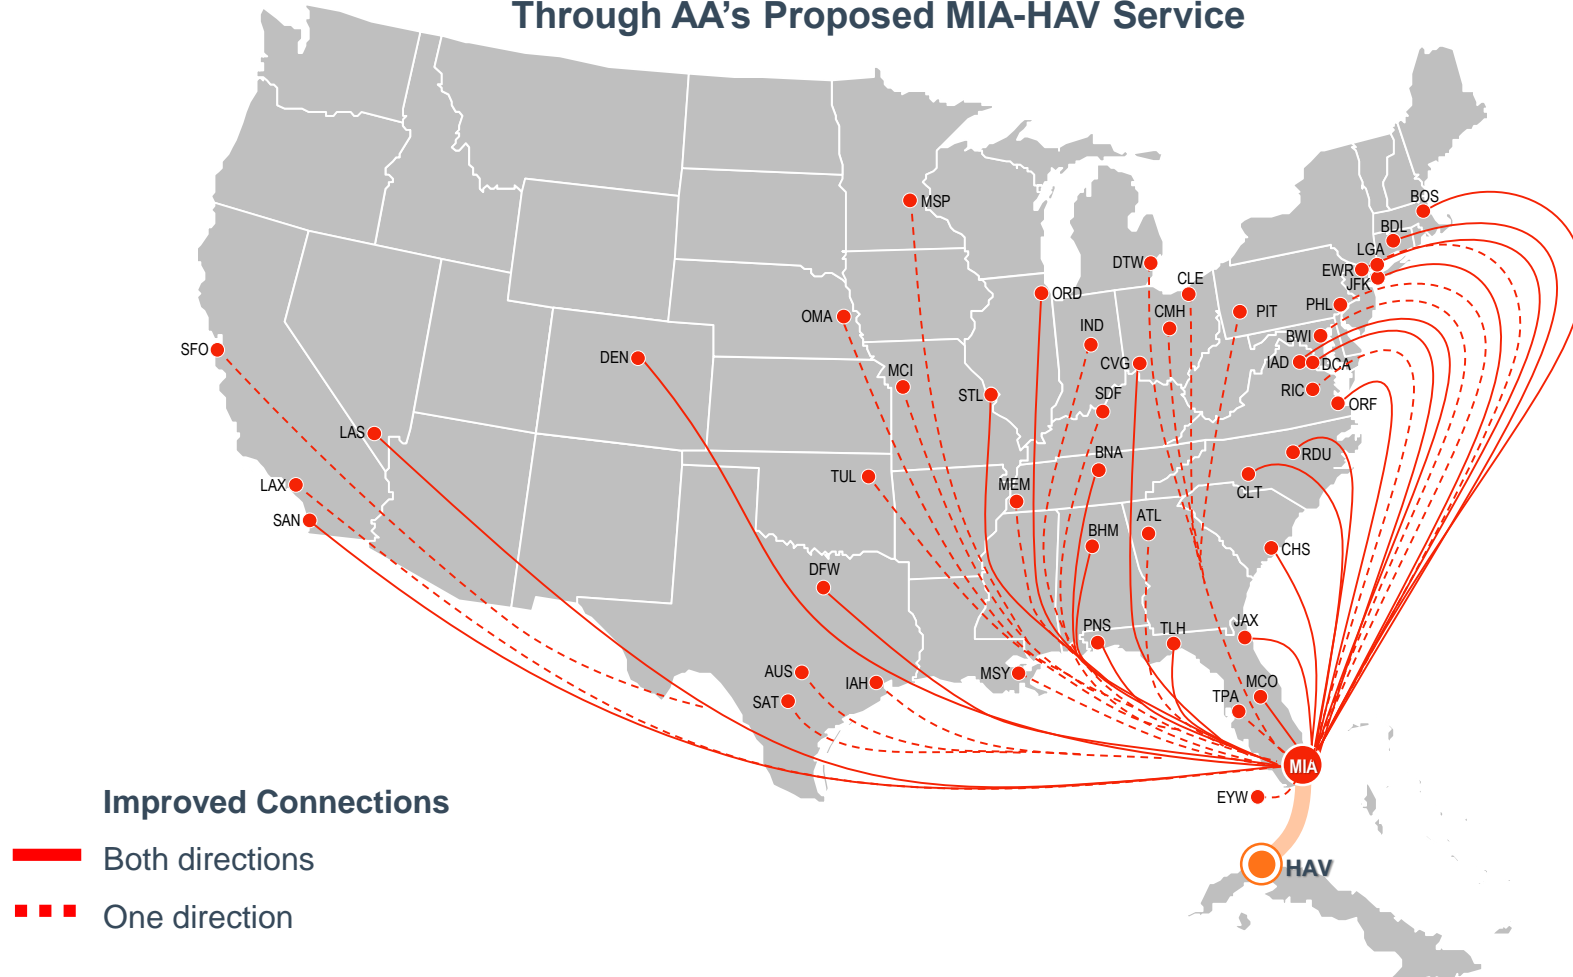 Through AA's Proposed MIA-HAV Service
BOS
MSP
BDL
LGA
DTW
EWR
CLE
JFK
ORD
PHL
CMH
PIT
OMA
IND
BWI
SFO
DEN
CVG
IAD
DCA
MCI
RIC
STL
SDF
ORF
LAS
BNA
RDU
TUL
LAX
MEM
CLT
SAN
ATL
BHM
CHS
DFW
JAX
PNS
TLH
AUS
MSY
IAH
MCO
SAT
TPA
MIA
EYW
Improved Connections
Both directions
HAV
One direction